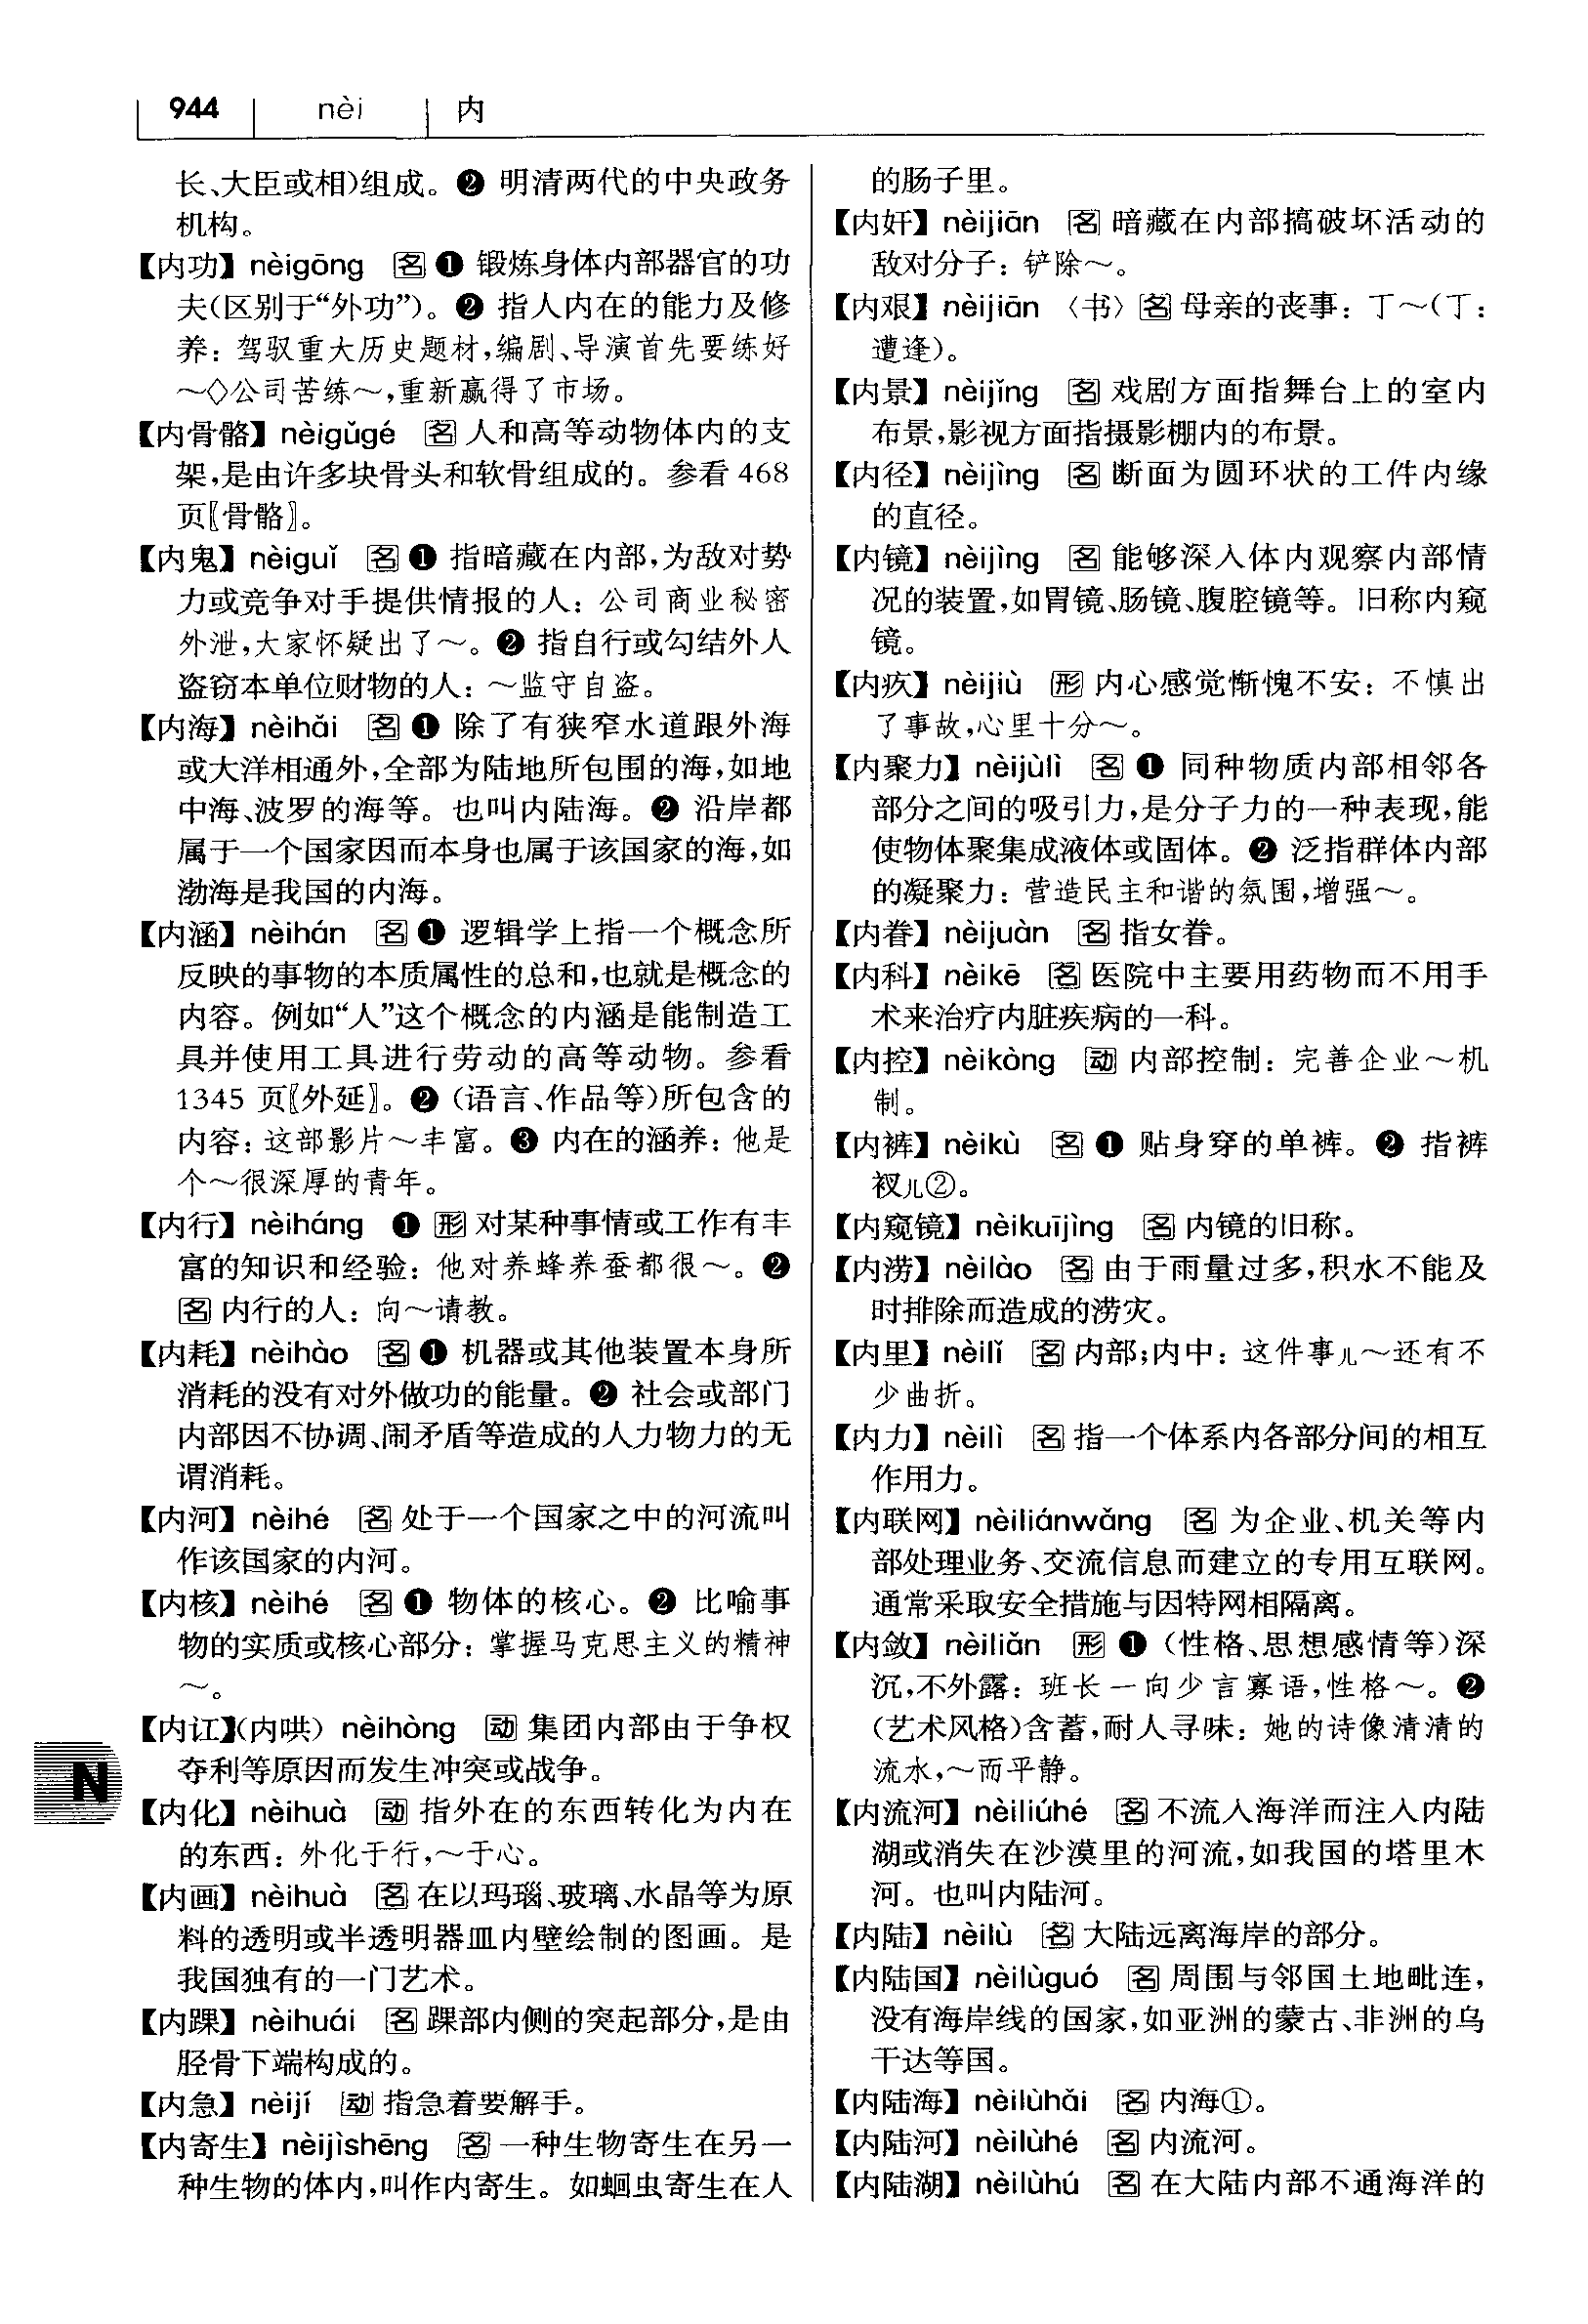 944 nèi 内
长、大臣或相)组成。❷ 明清两代的中央政务
机构。
【内功】nèigōng 名 ❶ 锻炼身体内部器官的功
夫(区别于“外功”)。❷ 指人内在的能力及修
养：驾驭重大历史题材,编剧、导演首先要练好
～◇公司苦练～,重新赢得了市场。
【内骨骼】nèigǔgé 名 人和高等动物体内的支
架,是由许多块骨头和软骨组成的。参看 468
页〖骨骼〗。
【内鬼】nèiguǐ 名 ❶ 指暗藏在内部,为敌对势
力或竞争对手提供情报的人：公司商业秘密
外泄,大家怀疑出了～。❷ 指自行或勾结外人
盗窃本单位财物的人：～监守自盗。
【内海】nèihǎi 名 ❶ 除了有狭窄水道跟外海
或大洋相通外,全部为陆地所包围的海,如地
中海、波罗的海等。也叫内陆海。❷ 沿岸都
属于一个国家因而本身也属于该国家的海,如
渤海是我国的内海。
【内涵】nèihán 名 ❶ 逻辑学上指一个概念所
反映的事物的本质属性的总和,也就是概念的
内容。例如“人”这个概念的内涵是能制造工
具并使用工具进行劳动的高等动物。参看
1345 页〖外延〗。❷ (语言、作品等)所包含的
内容：这部影片～丰富。❸ 内在的涵养：他是
个～很深厚的青年。
【内行】nèiháng ❶ 形 对某种事情或工作有丰
富的知识和经验：他对养蜂养蚕都很～。❷
名 内行的人：向～请教。
【内耗】nèihào 名 ❶ 机器或其他装置本身所
消耗的没有对外做功的能量。❷ 社会或部门
内部因不协调、闹矛盾等造成的人力物力的无
谓消耗。
【内河】nèihé 名 处于一个国家之中的河流叫
作该国家的内河。
【内核】nèihé 名 ❶ 物体的核心。❷ 比喻事
物的实质或核心部分：掌握马克思主义的精神
～。
【内讧】(内哄) nèihòng 动 集团内部由于争权
夺利等原因而发生冲突或战争。
【内化】nèihuà 动 指外在的东西转化为内在
的东西：外化于行,～于心。
【内画】nèihuà 名 在以玛瑙、玻璃、水晶等为原
料的透明或半透明器皿内壁绘制的图画。是
我国独有的一门艺术。
【内踝】nèihuái 名 踝部内侧的突起部分,是由
胫骨下端构成的。
【内急】nèijí 动 指急着要解手。
【内寄生】nèijìshēng 名 一种生物寄生在另一
种生物的体内,叫作内寄生。如蛔虫寄生在人
N
的肠子里。
【内奸】nèijiān 名 暗藏在内部搞破坏活动的
敌对分子：铲除～。
【内艰】nèijiān 〈书〉名 母亲的丧事：丁～(丁：
遭逢)。
【内景】nèijǐng 名 戏剧方面指舞台上的室内
布景,影视方面指摄影棚内的布景。
【内径】nèijìng 名 断面为圆环状的工件内缘
的直径。
【内镜】nèijìng 名 能够深入体内观察内部情
况的装置,如胃镜、肠镜、腹腔镜等。旧称内窥
镜。
【内疚】nèijiù 形 内心感觉惭愧不安：不慎出
了事故,心里十分～。
【内聚力】nèijùlì 名 ❶ 同种物质内部相邻各
部分之间的吸引力,是分子力的一种表现,能
使物体聚集成液体或固体。❷ 泛指群体内部
的凝聚力：营造民主和谐的氛围,增强～。
【内眷】nèijuàn 名 指女眷。
【内科】nèikē 名 医院中主要用药物而不用手
术来治疗内脏疾病的一科。
【内控】nèikòng 动 内部控制：完善企业～机
制。
【内裤】nèikù 名 ❶ 贴身穿的单裤。❷ 指裤
衩儿②。
【内窥镜】nèikuījìng 名 内镜的旧称。
【内涝】nèilào 名 由于雨量过多,积水不能及
时排除而造成的涝灾。
【内里】nèilǐ 名 内部;内中：这件事儿～还有不
少曲折。
【内力】nèilì 名 指一个体系内各部分间的相互
作用力。
【内联网】nèiliánwǎng 名 为企业、机关等内
部处理业务、交流信息而建立的专用互联网。
通常采取安全措施与因特网相隔离。
【内敛】nèiliǎn 形 ❶ (性格、思想感情等)深
沉,不外露：班长一向少言寡语,性格～。❷
(艺术风格)含蓄,耐人寻味：她的诗像清清的
流水,～而平静。
【内流河】nèiliúhé 名 不流入海洋而注入内陆
湖或消失在沙漠里的河流,如我国的塔里木
河。也叫内陆河。
【内陆】nèilù 名 大陆远离海岸的部分。
【内陆国】nèilùguó 名 周围与邻国土地毗连,
没有海岸线的国家,如亚洲的蒙古、非洲的乌
干达等国。
【内陆海】nèilùhǎi 名 内海①。
【内陆河】nèilùhé 名 内流河。
【内陆湖】nèilùhú 名 在大陆内部不通海洋的